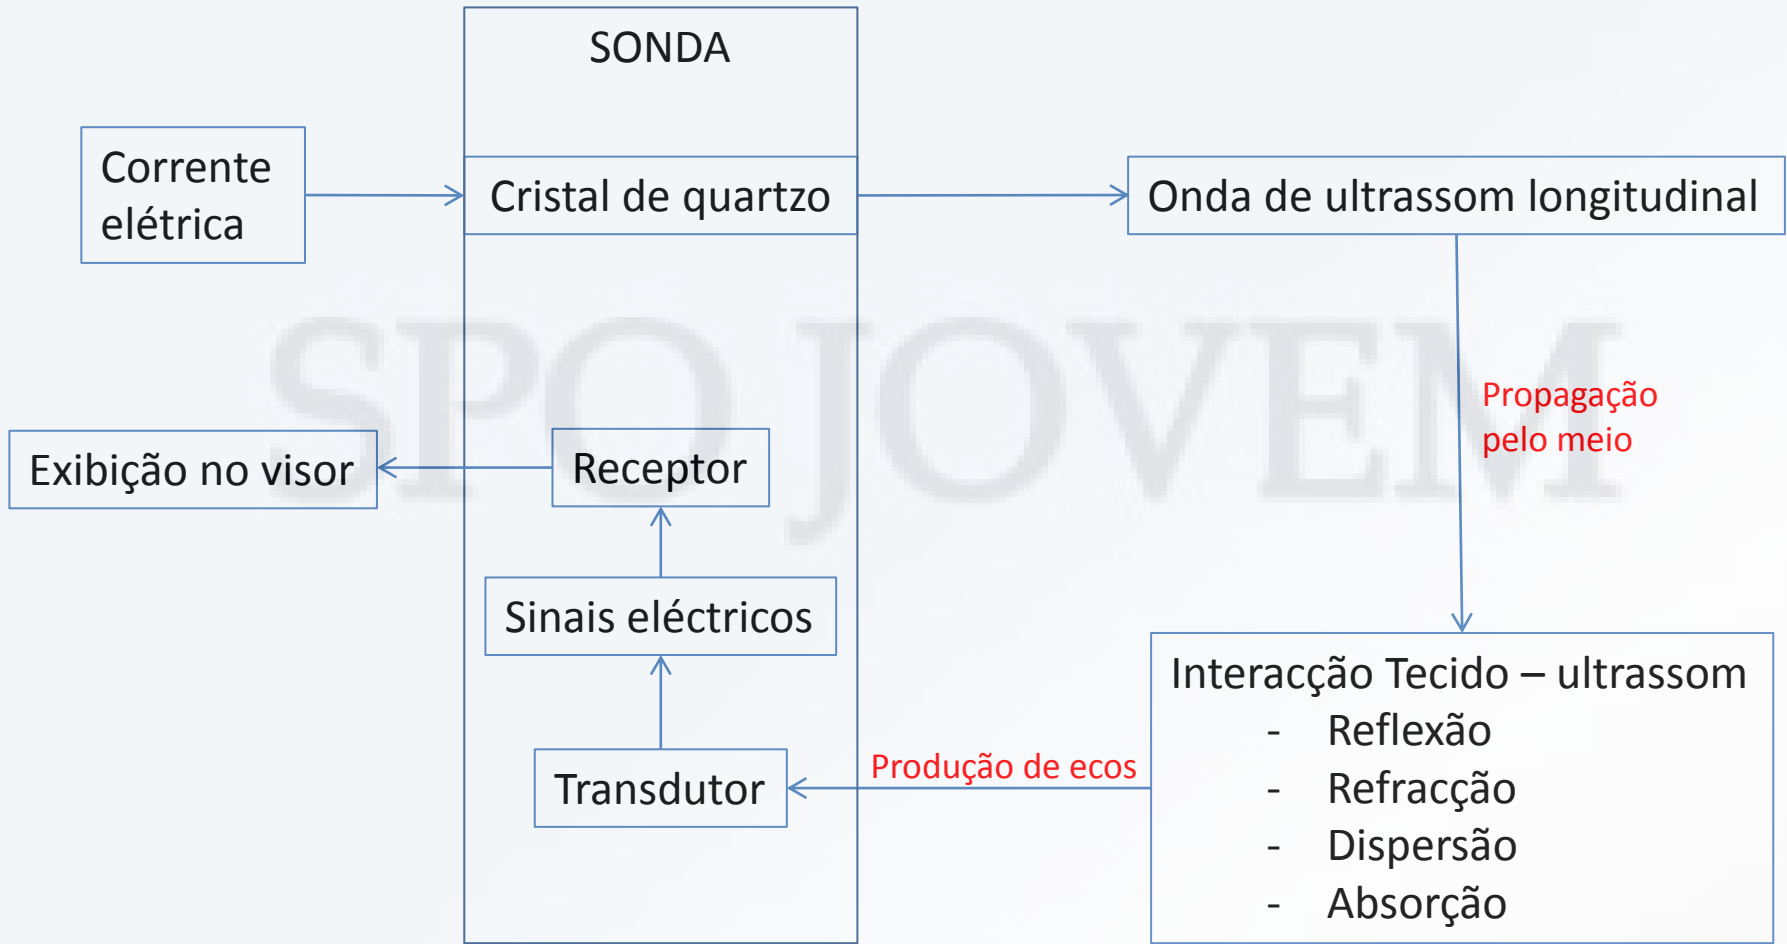 SONDA
Corrente
elétrica
Cristal de quartzo
Onda de ultrassom longitudinal
SPO JOVEM
Propagação
pelo meio
Exibição no visor
Receptor
Sinais eléctricos
Interacção Tecido – ultrassom
- Reflexão
- Refracção
- Dispersão
- Absorção
Produção de ecos
Transdutor